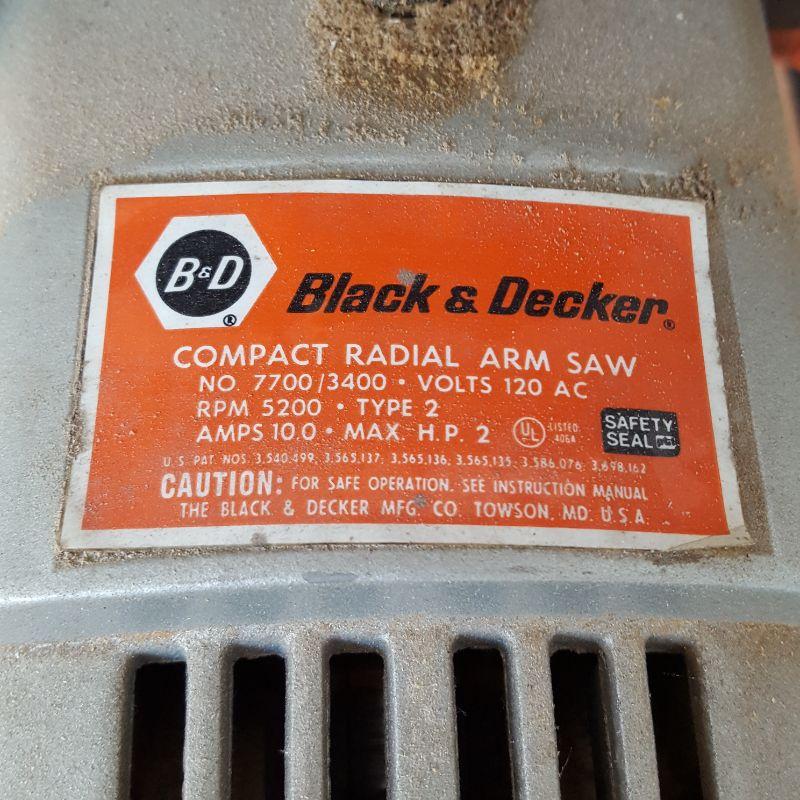 B&D
®
Black & Decker®
COMPACT RADIAL ARM SAW
NO. 7700/3400 • VOLTS 120 AC
RPM 5200 • TYPE 2
AMPS 10.0 • MAX. H.P. 2
UL
LISTED
406A
SAFETY
SEAL
U.S. PAT. NOS. 3,540,499; 3,565,137; 3,565,136; 3,565,135; 3,586,076; 3,698,162
CAUTION: FOR SAFE OPERATION, SEE INSTRUCTION MANUAL
THE BLACK & DECKER MFG. CO. TOWSON, MD. U.S.A.